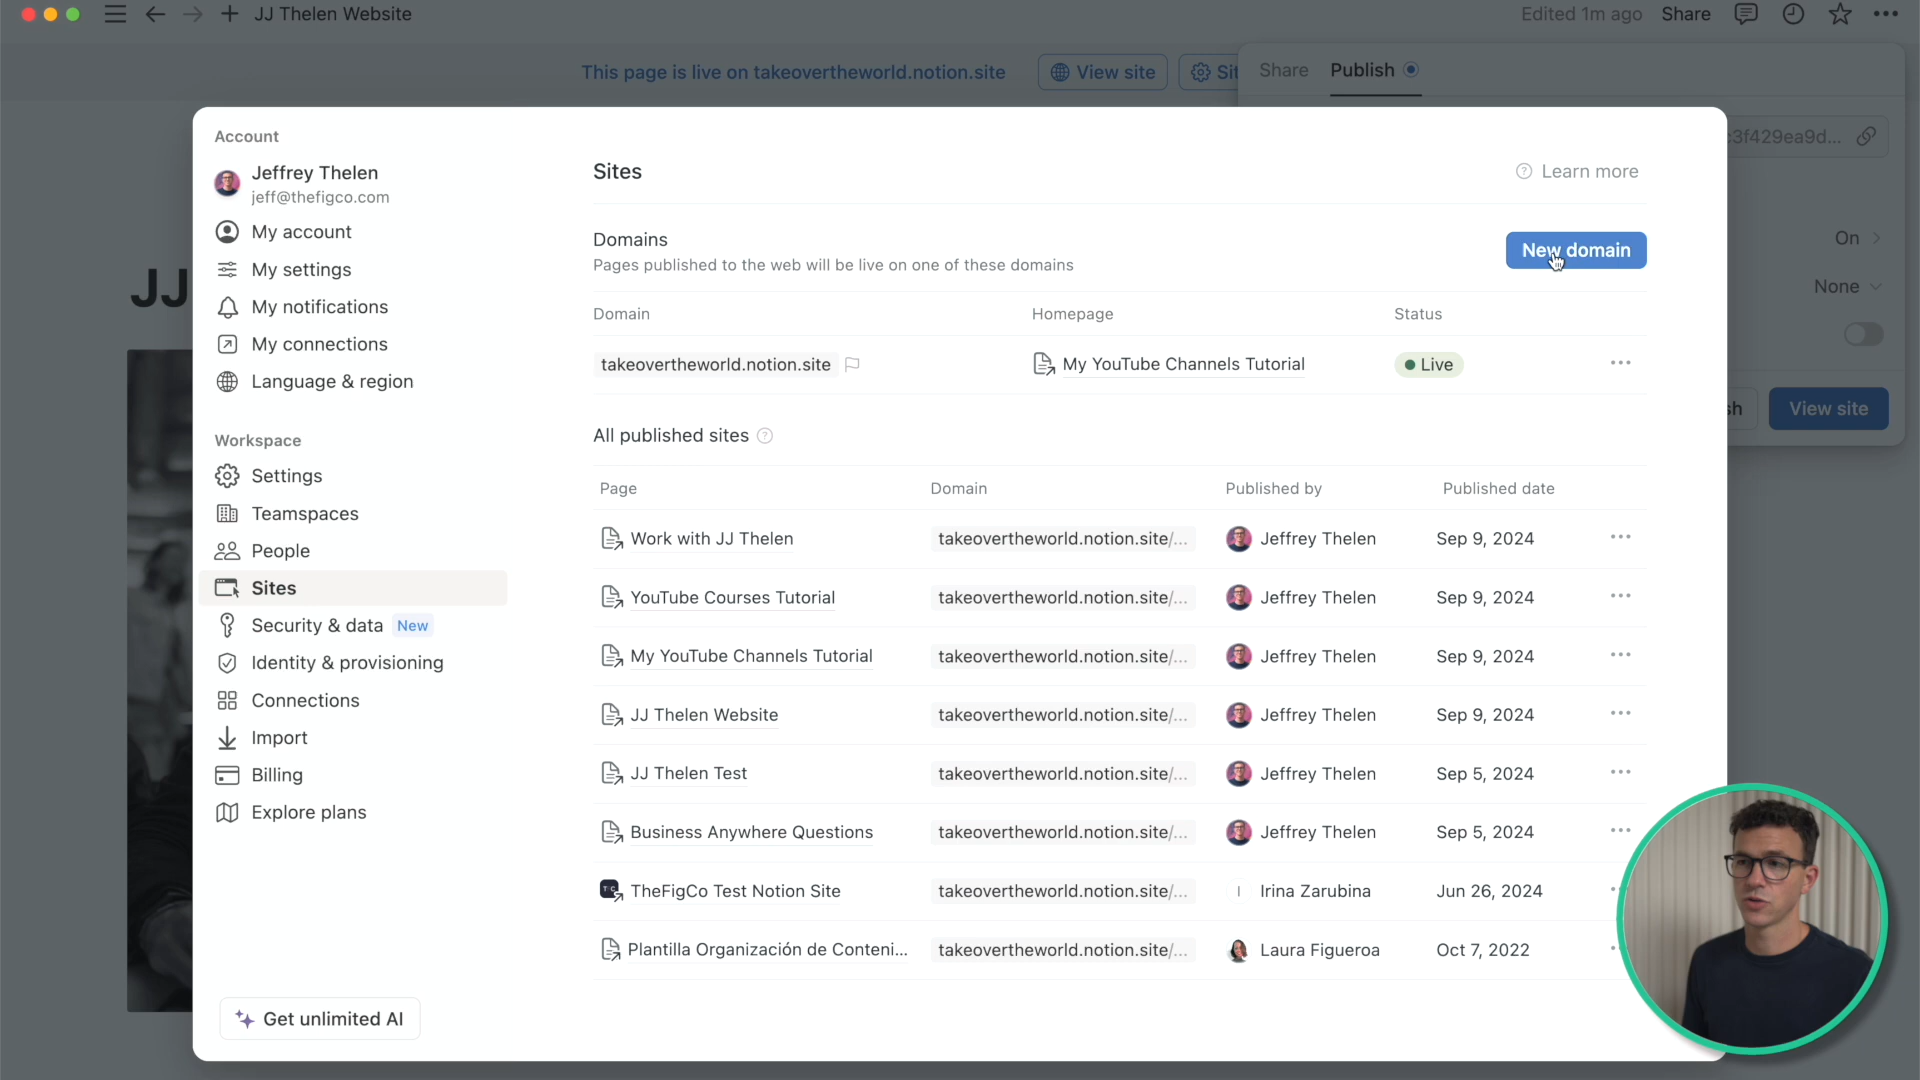 JJ Thelen Website
Edited 1m ago
Share
This page is live on takeovertheworld.notion.site
View site
Share
Publish
c3f429ea9d...
On
None
View site
JJ
Account
Jeffrey Thelen
jeff@thefigco.com
My account
My settings
My notifications
My connections
Language & region
Workspace
Settings
Teamspaces
People
Sites
Security & data New
Identity & provisioning
Connections
Import
Billing
Explore plans
Get unlimited AI
Sites
Learn more
Domains
Pages published to the web will be live on one of these domains
New domain
Domain Homepage Status
takeovertheworld.notion.site My YouTube Channels Tutorial Live
All published sites
Page Domain Published by Published date
Work with JJ Thelen takeovertheworld.notion.site/... Jeffrey Thelen Sep 9, 2024
YouTube Courses Tutorial takeovertheworld.notion.site/... Jeffrey Thelen Sep 9, 2024
My YouTube Channels Tutorial takeovertheworld.notion.site/... Jeffrey Thelen Sep 9, 2024
JJ Thelen Website takeovertheworld.notion.site/... Jeffrey Thelen Sep 9, 2024
JJ Thelen Test takeovertheworld.notion.site/... Jeffrey Thelen Sep 5, 2024
Business Anywhere Questions takeovertheworld.notion.site/... Jeffrey Thelen Sep 5, 2024
TheFigCo Test Notion Site takeovertheworld.notion.site/... I Irina Zarubina Jun 26, 2024
Plantilla Organización de Conteni... takeovertheworld.notion.site/... Laura Figueroa Oct 7, 2022